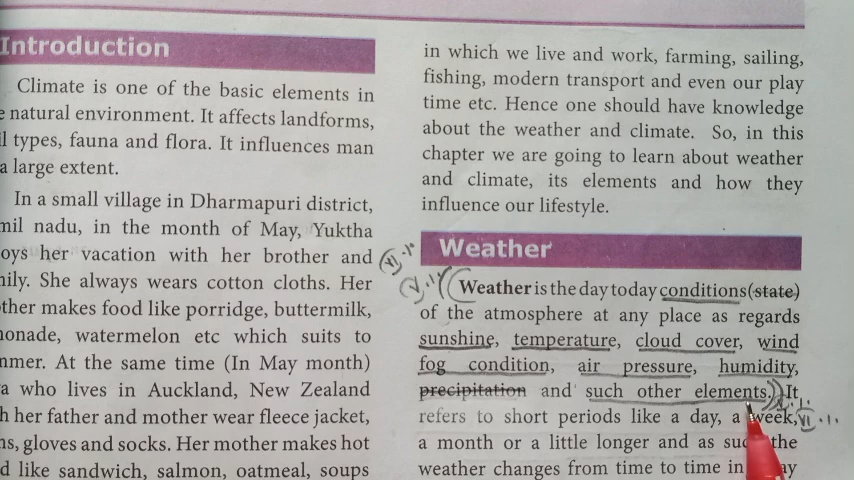 Introduction
Climate is one of the basic elements in
natural environment. It affects landforms,
types, fauna and flora. It influences man
a large extent.
In a small village in Dharmapuri district,
nadu, in the month of May, Yuktha
her vacation with her brother and
She always wears cotton cloths. Her
makes food like porridge, buttermilk,
watermelon etc which suits to
At the same time (In May month)
who lives in Auckland, New Zealand
her father and mother wear fleece jacket,
gloves and socks. Her mother makes hot
like sandwich, salmon, oatmeal, soups
in which we live and work, farming, sailing,
fishing, modern transport and even our play
time etc. Hence one should have knowledge
about the weather and climate. So, in this
chapter we are going to learn about weather
and climate, its elements and how they
influence our lifestyle.
Weather
Weather is the day today conditions (state)
of the atmosphere at any place as regards
sunshine, temperature, cloud cover, wind
fog condition, air pressure, humidity,
precipitation and such other elements. It
refers to short periods like a day, a week,
a month or a little longer and as the
weather changes from time to time in